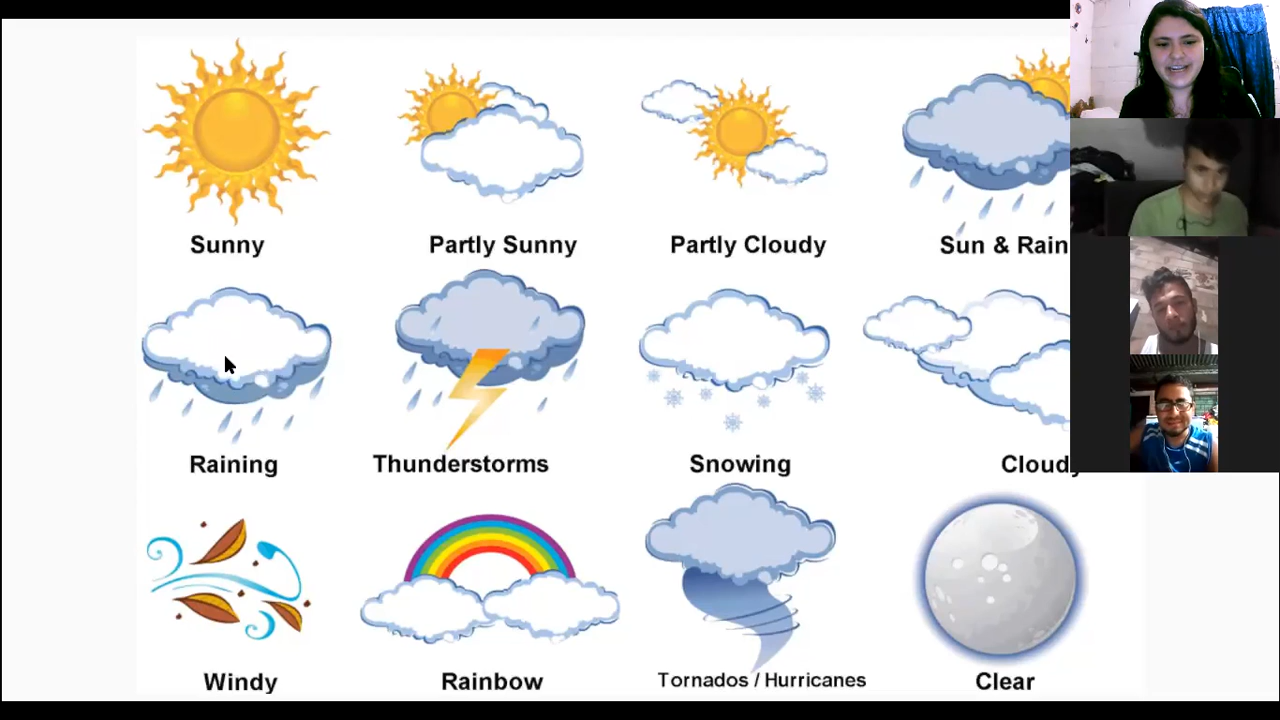 Sunny
Partly Sunny
Partly Cloudy
Sun & Rain
Raining
Thunderstorms
Snowing
Cloudy
Windy
Rainbow
Tornados / Hurricanes
Clear